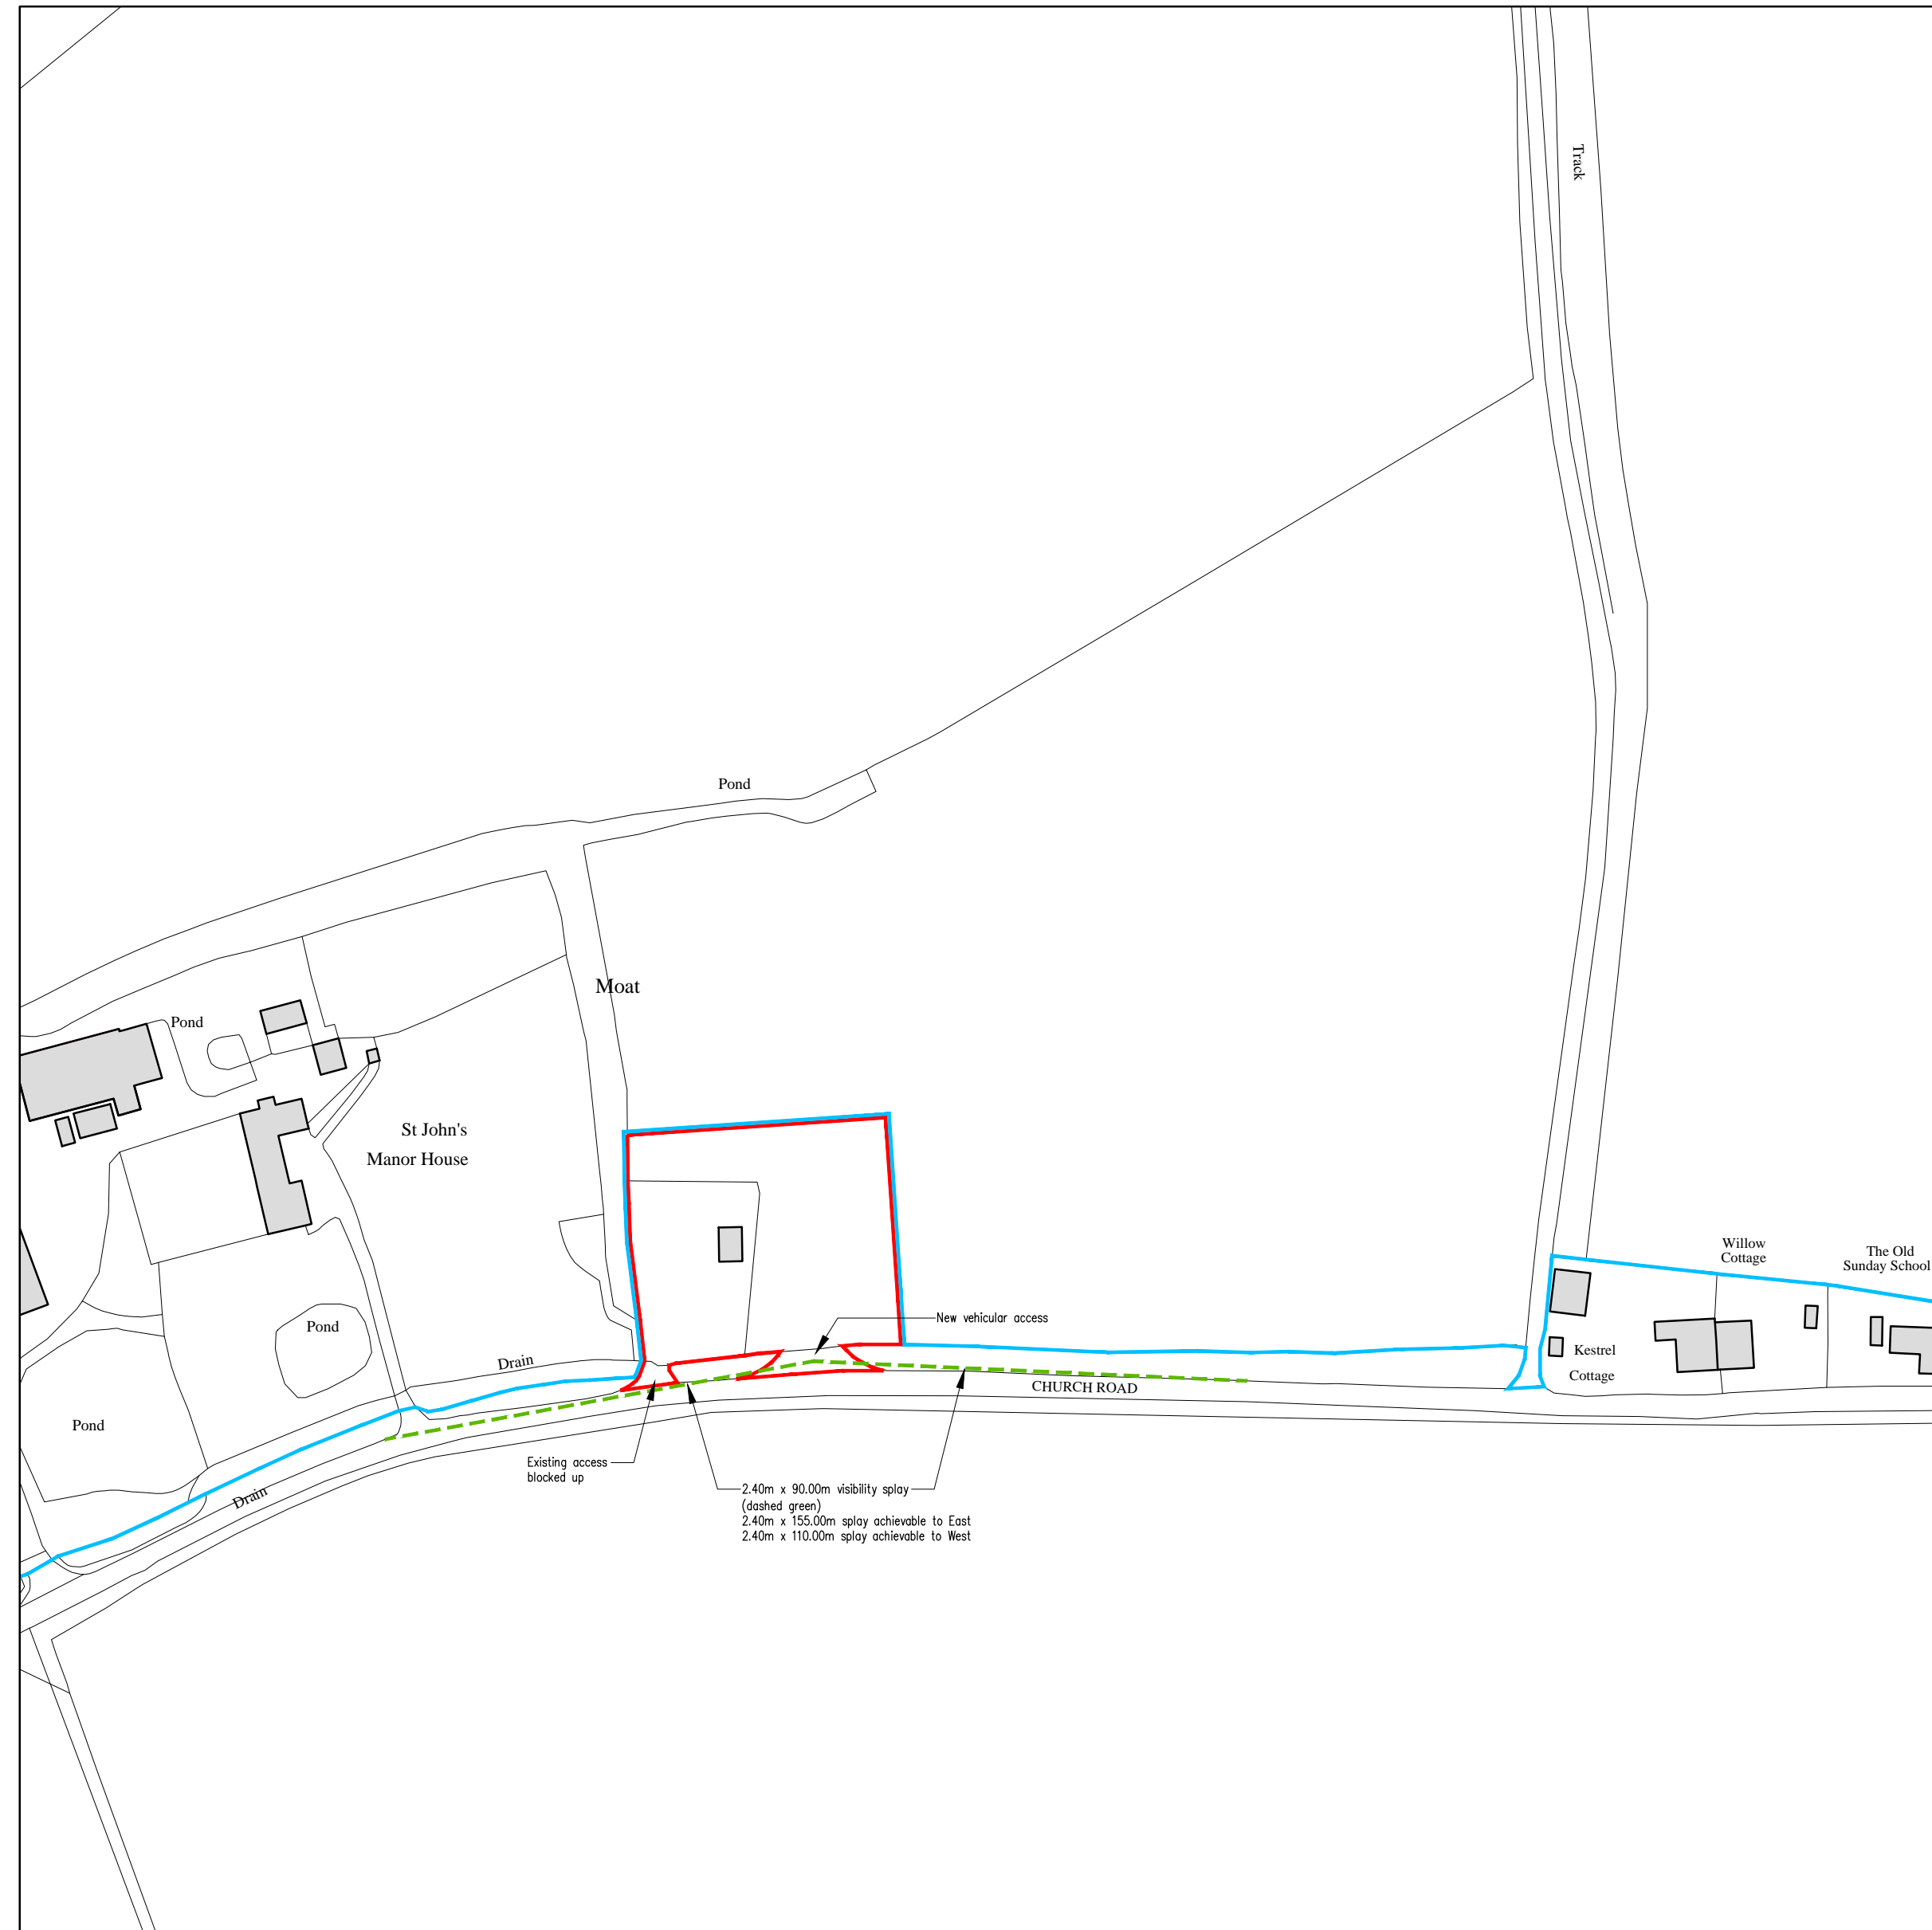 Track
Pond
Moat
Pond
St John's
Manor House
Willow
Cottage
The Old
Sunday School
New vehicular access
Pond
Kestrel
Cottage
Drain
CHURCH ROAD
Pond
Existing access
blocked up
Drain
2.40m x 90.00m visibility splay
(dashed green)
2.40m x 155.00m splay achievable to East
2.40m x 110.00m splay achievable to West